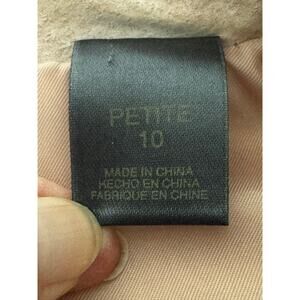 PETITE
10
MADE IN CHINA
HECHO EN CHINA
FABRIQUE EN CHINE